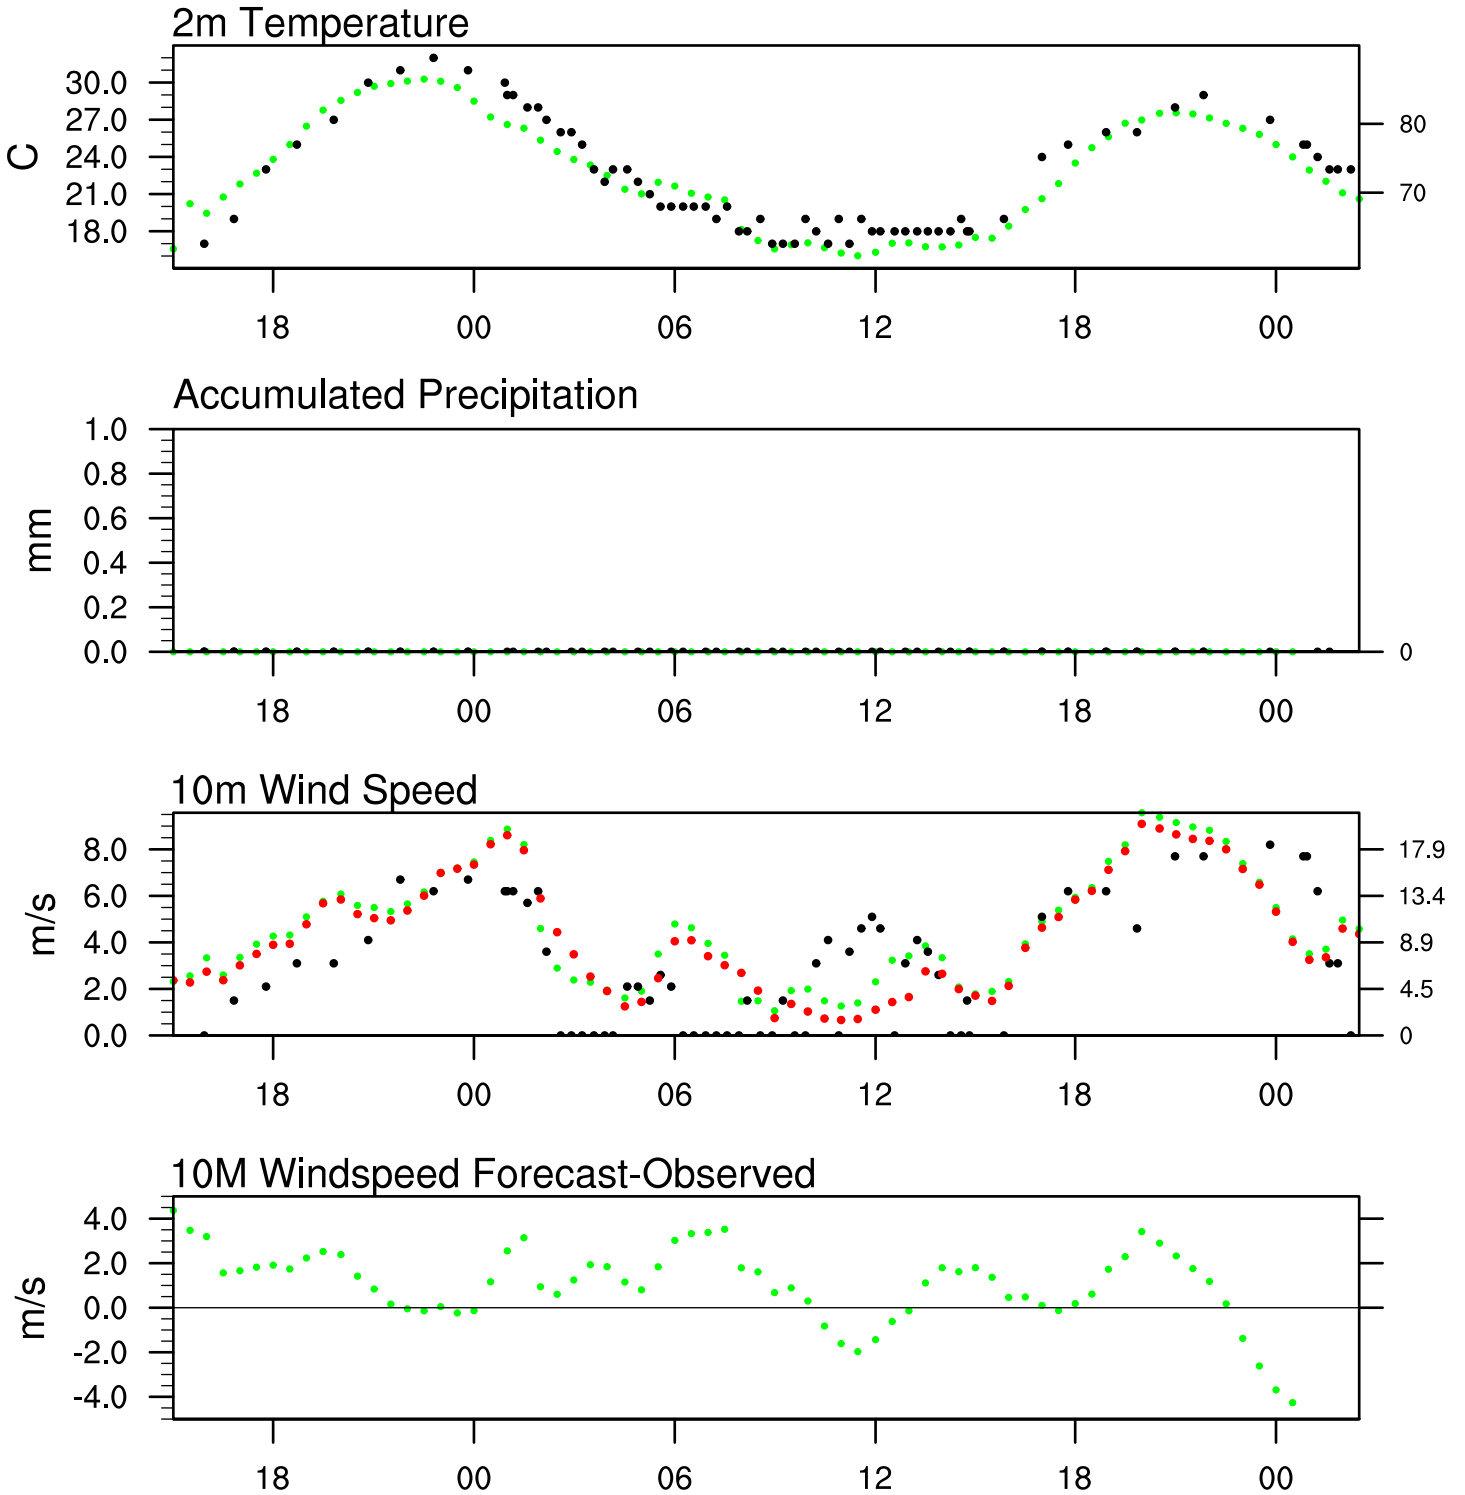 2m Temperature
C
30.0
27.0
24.0
21.0
18.0
80
70
18 00 06 12 18 00
Accumulated Precipitation
mm
1.0
0.8
0.6
0.4
0.2
0.0
0
18 00 06 12 18 00
10m Wind Speed
m/s
8.0
6.0
4.0
2.0
0.0
17.9
13.4
8.9
4.5
0
18 00 06 12 18 00
10M Windspeed Forecast-Observed
m/s
4.0
2.0
0.0
-2.0
-4.0
18 00 06 12 18 00